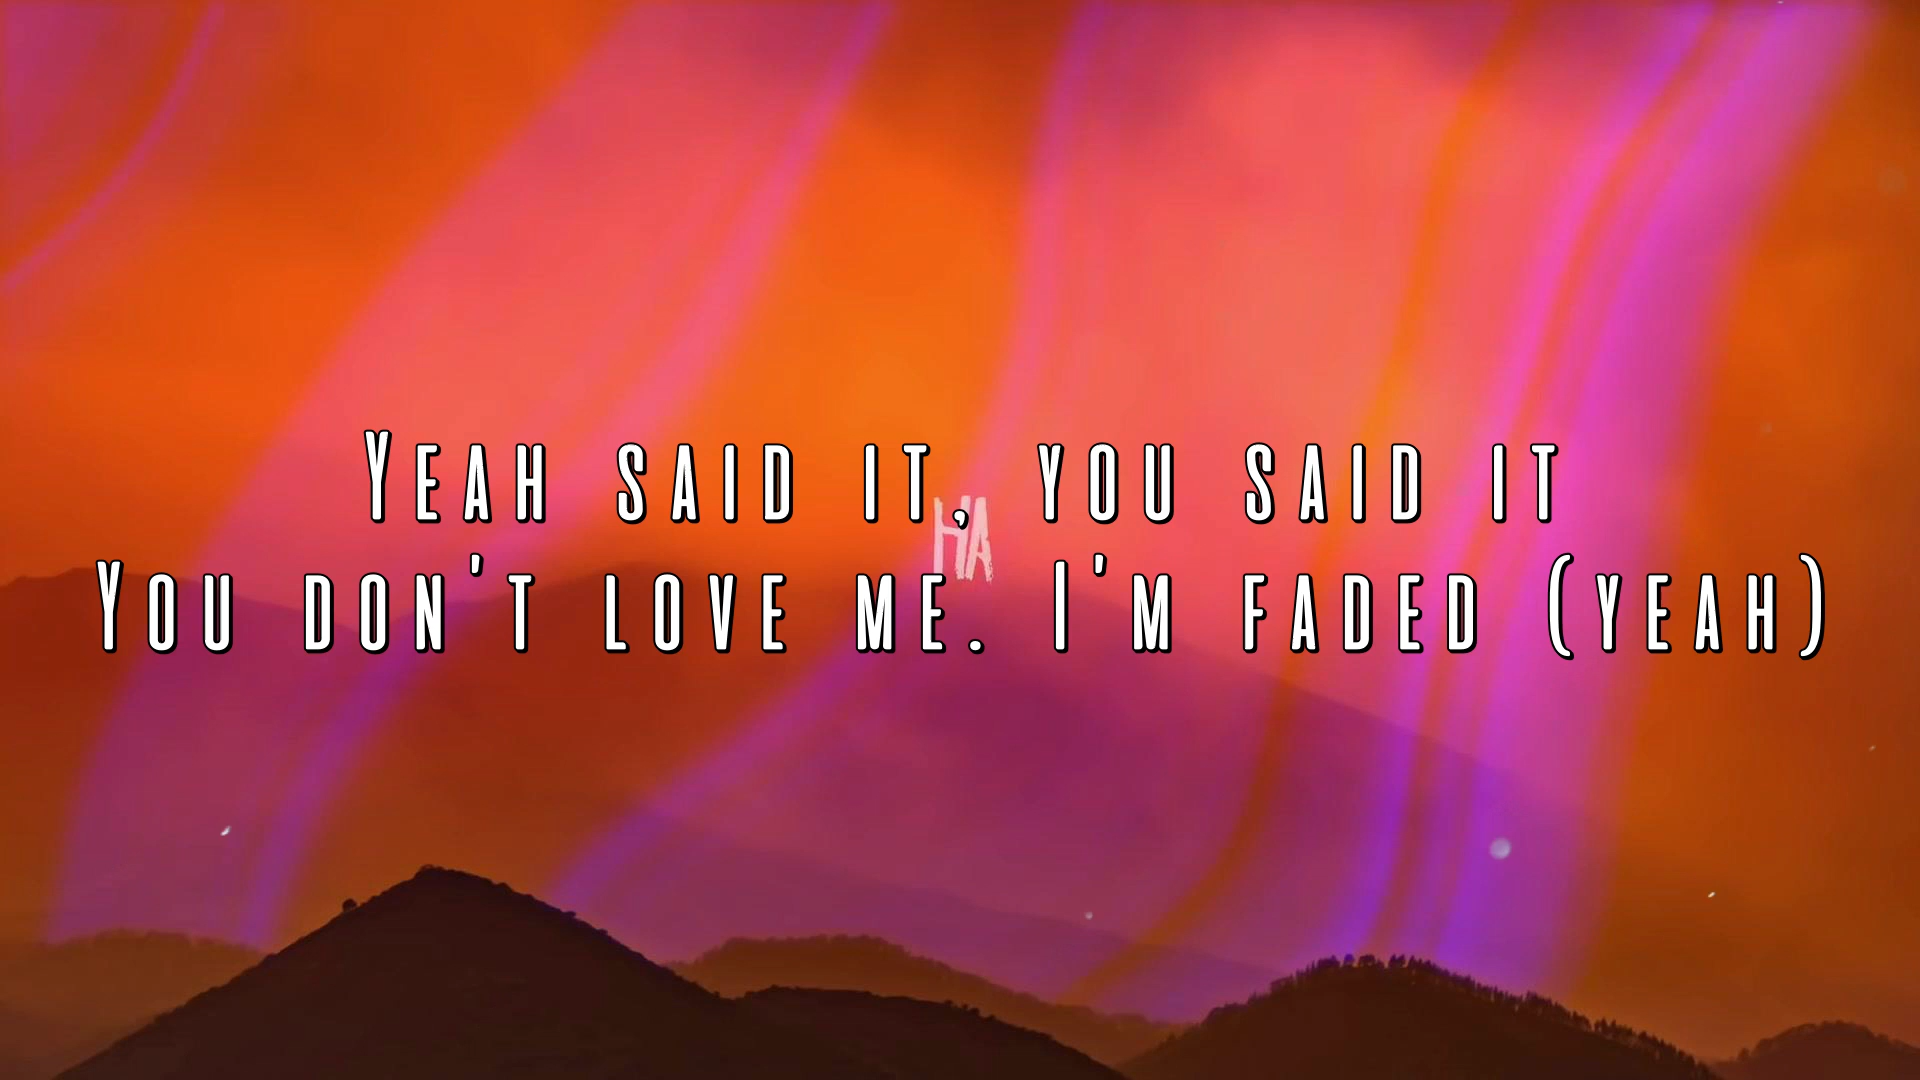 Yeah said it, you said it
HA
You don't love me. I'm faded (yeah)